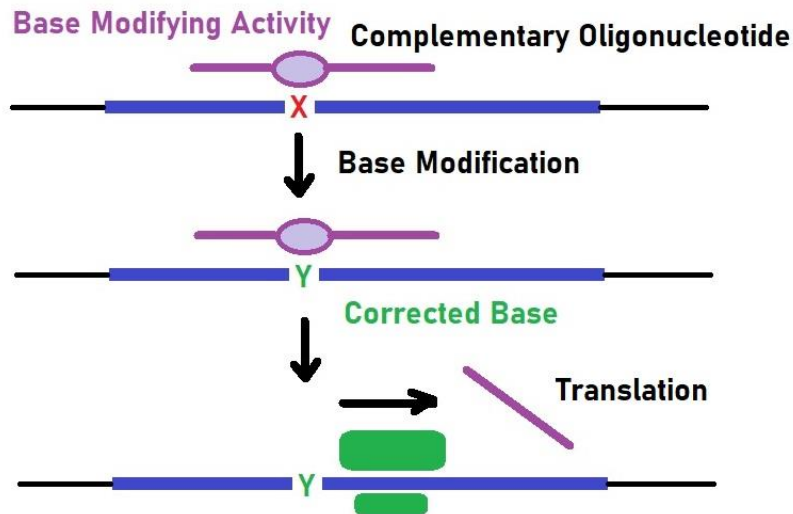 Base Modifying Activity
Complementary Oligonucleotide
X
Base Modification
Y
Corrected Base
Translation
Y